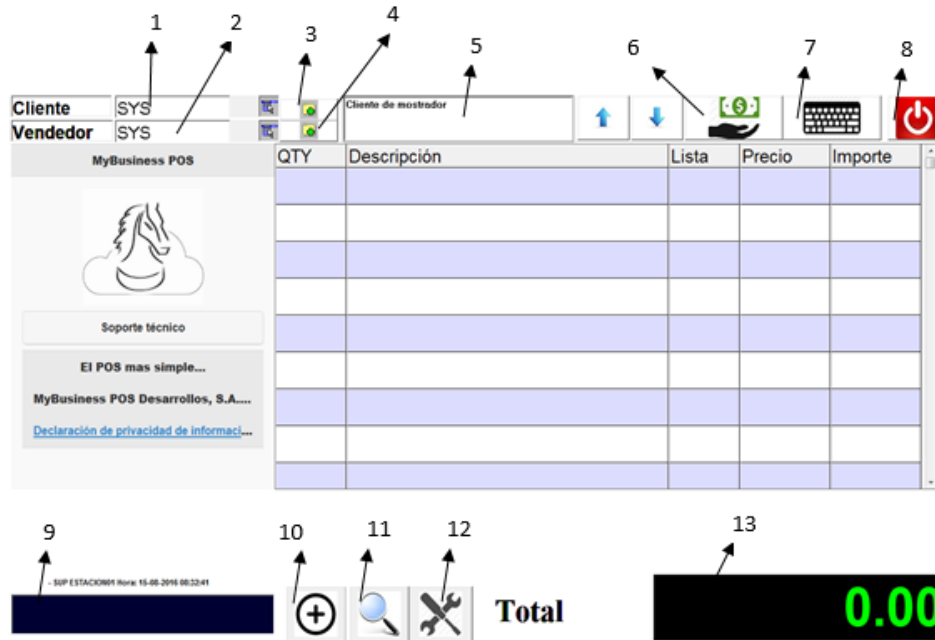 1 2 3 4 5 6 7 8
Cliente SYS Cliente de mostrador
Vendedor SYS
MyBusiness POS
QTY Descripción Lista Precio Importe
Soporte técnico
El POS mas simple...
MyBusiness POS Desarrollos, S.A....
Declaración de privacidad de informaci...
9 10 11 12 13
- SUP ESTACION01 Hora: 15-08-2016 08:32:41
Total 0.00